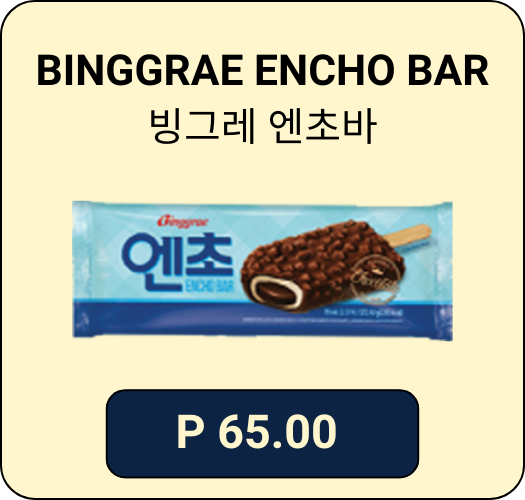 BINGGRAE ENCHO BAR
빙그레 엔초바
Binggrae
엔초
ENCHO BAR
P 65.00